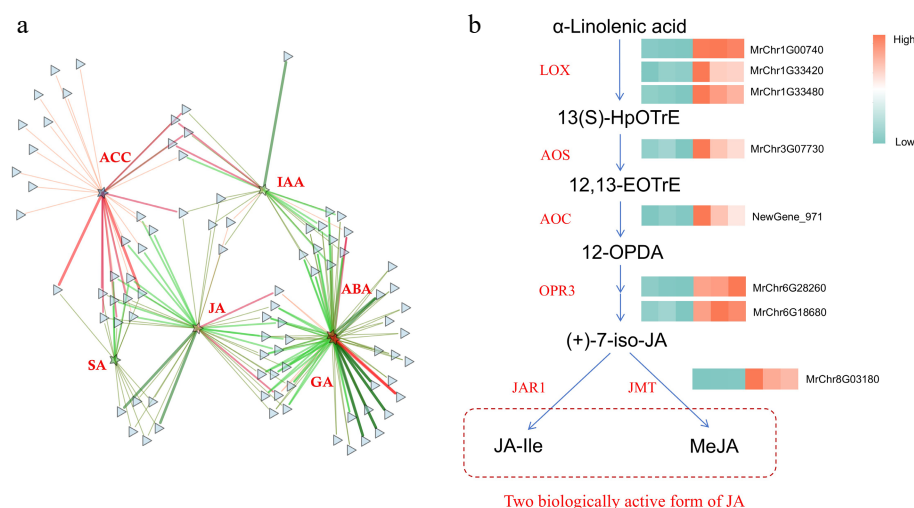 a
ACC
IAA
ABA
JA
SA
GA
b
α-Linolenic acid
High
Low
LOX
MrChr1G00740
MrChr1G33420
MrChr1G33480
13(S)-HpOTrE
AOS
MrChr3G07730
12,13-EOTrE
AOC
NewGene_971
12-OPDA
OPR3
MrChr6G28260
MrChr6G18680
(+)-7-iso-JA
JAR1
JMT
MrChr8G03180
JA-Ile
MeJA
Two biologically active form of JA